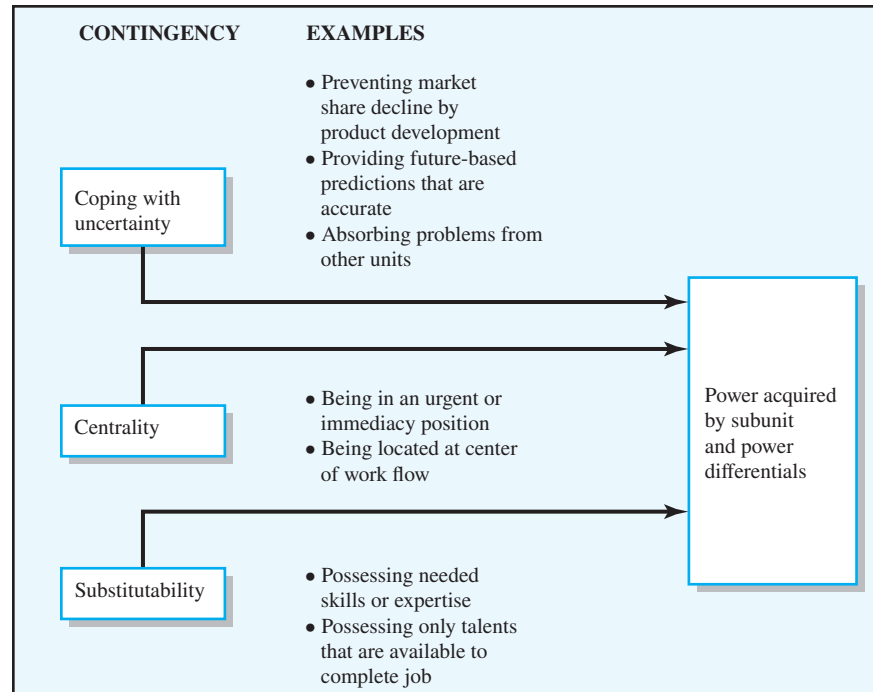 CONTINGENCY EXAMPLES
• Preventing market
share decline by
product development
• Providing future-based
predictions that are
accurate
• Absorbing problems from
other units
Coping with
uncertainty
Centrality
• Being in an urgent or
immediacy position
• Being located at center
of work flow
Substitutability
• Possessing needed
skills or expertise
• Possessing only talents
that are available to
complete job
Power acquired
by subunit
and power
differentials